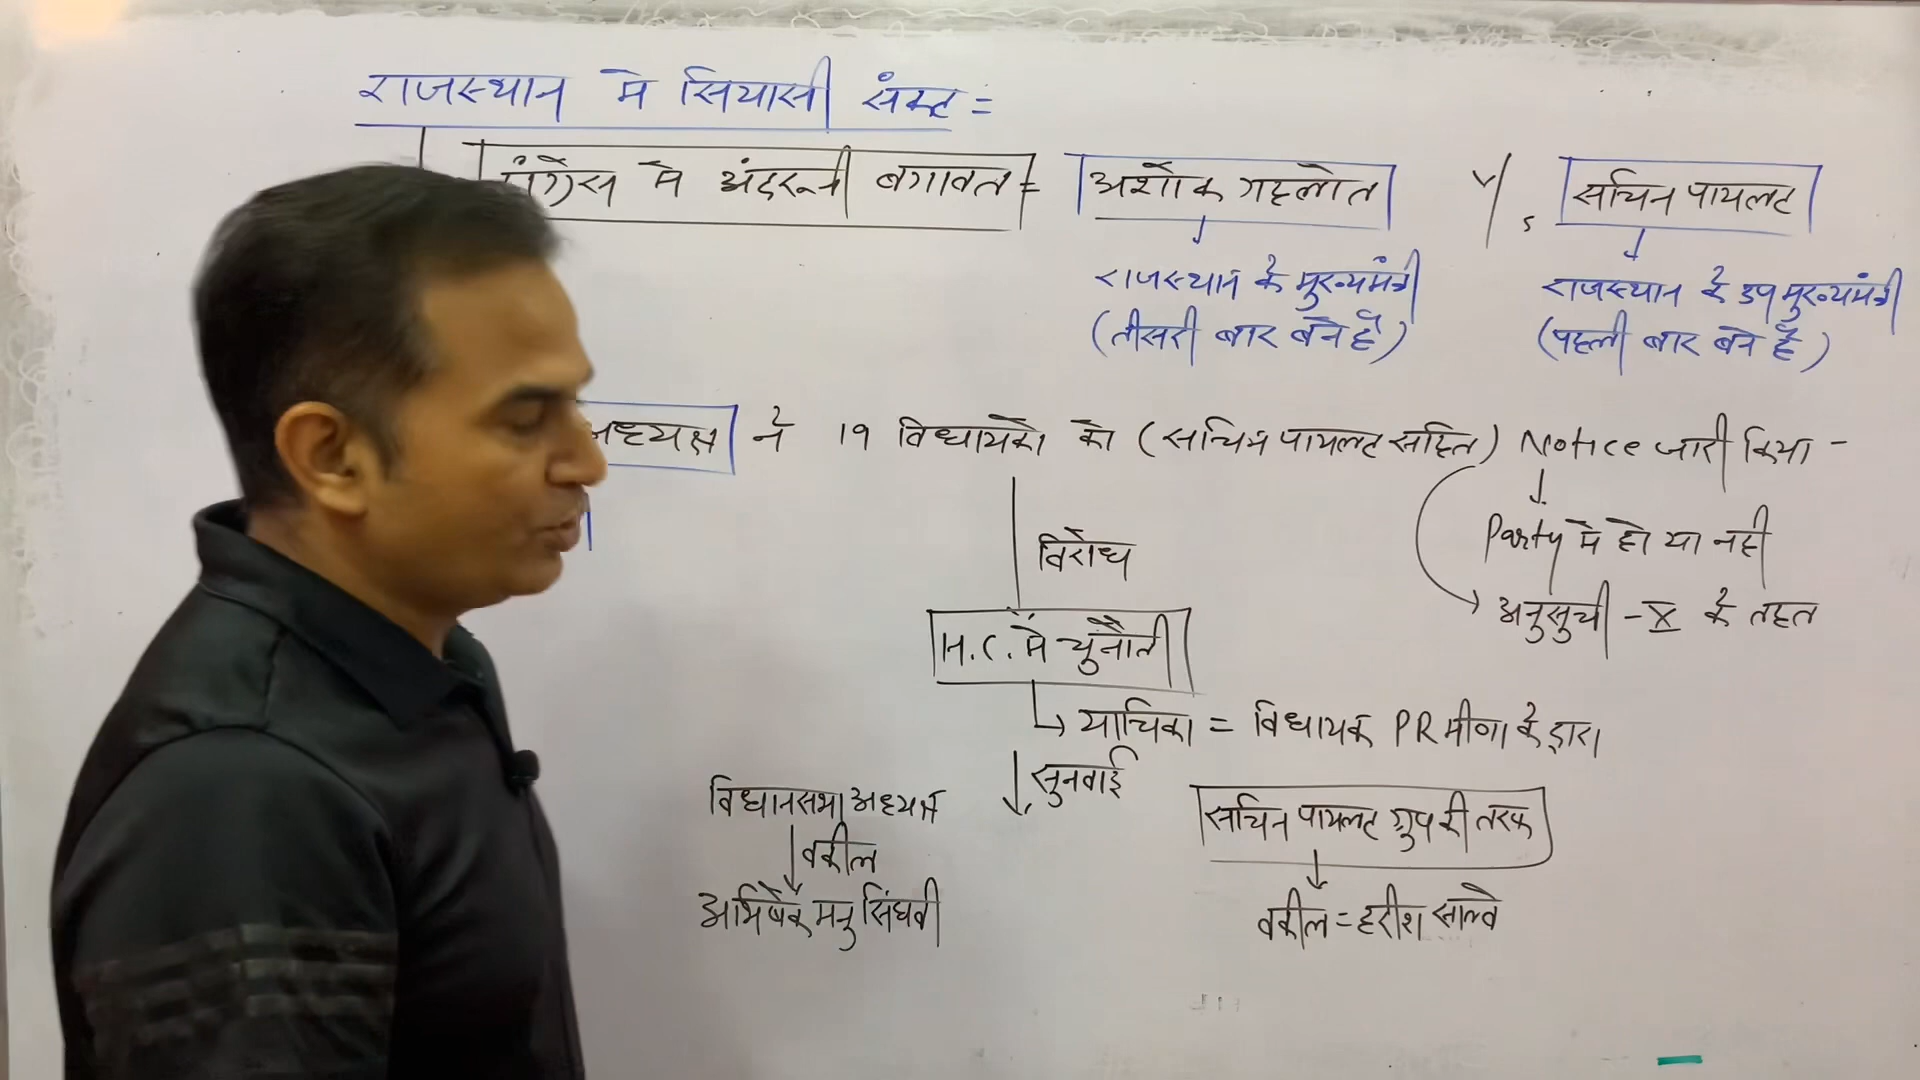 राजस्थान में सियासी संकट =
में अंदरूनी बगावत = अशोक गहलोत V/s सचिन पायलट
राजस्थान के मुख्यमंत्री
(तीसरी बार बने है)
राजस्थान के उपमुख्यमंत्री
(पहली बार बने है)
ने 19 विधायको को (सचिन पायलट सहित) Notice जारी किया -
Party मे हो या नही
अनुसुची - X के तहत
विरोध
H.C. में चुनौती
याचिका = विधायक PR मीणा के द्वारा
सुनवाई
विधानसभा अध्यक्ष
वकील
अभिषेक मनु सिंघवी
सचिन पायलट ग्रुप की तरफ
वकील = हरीश साल्वे